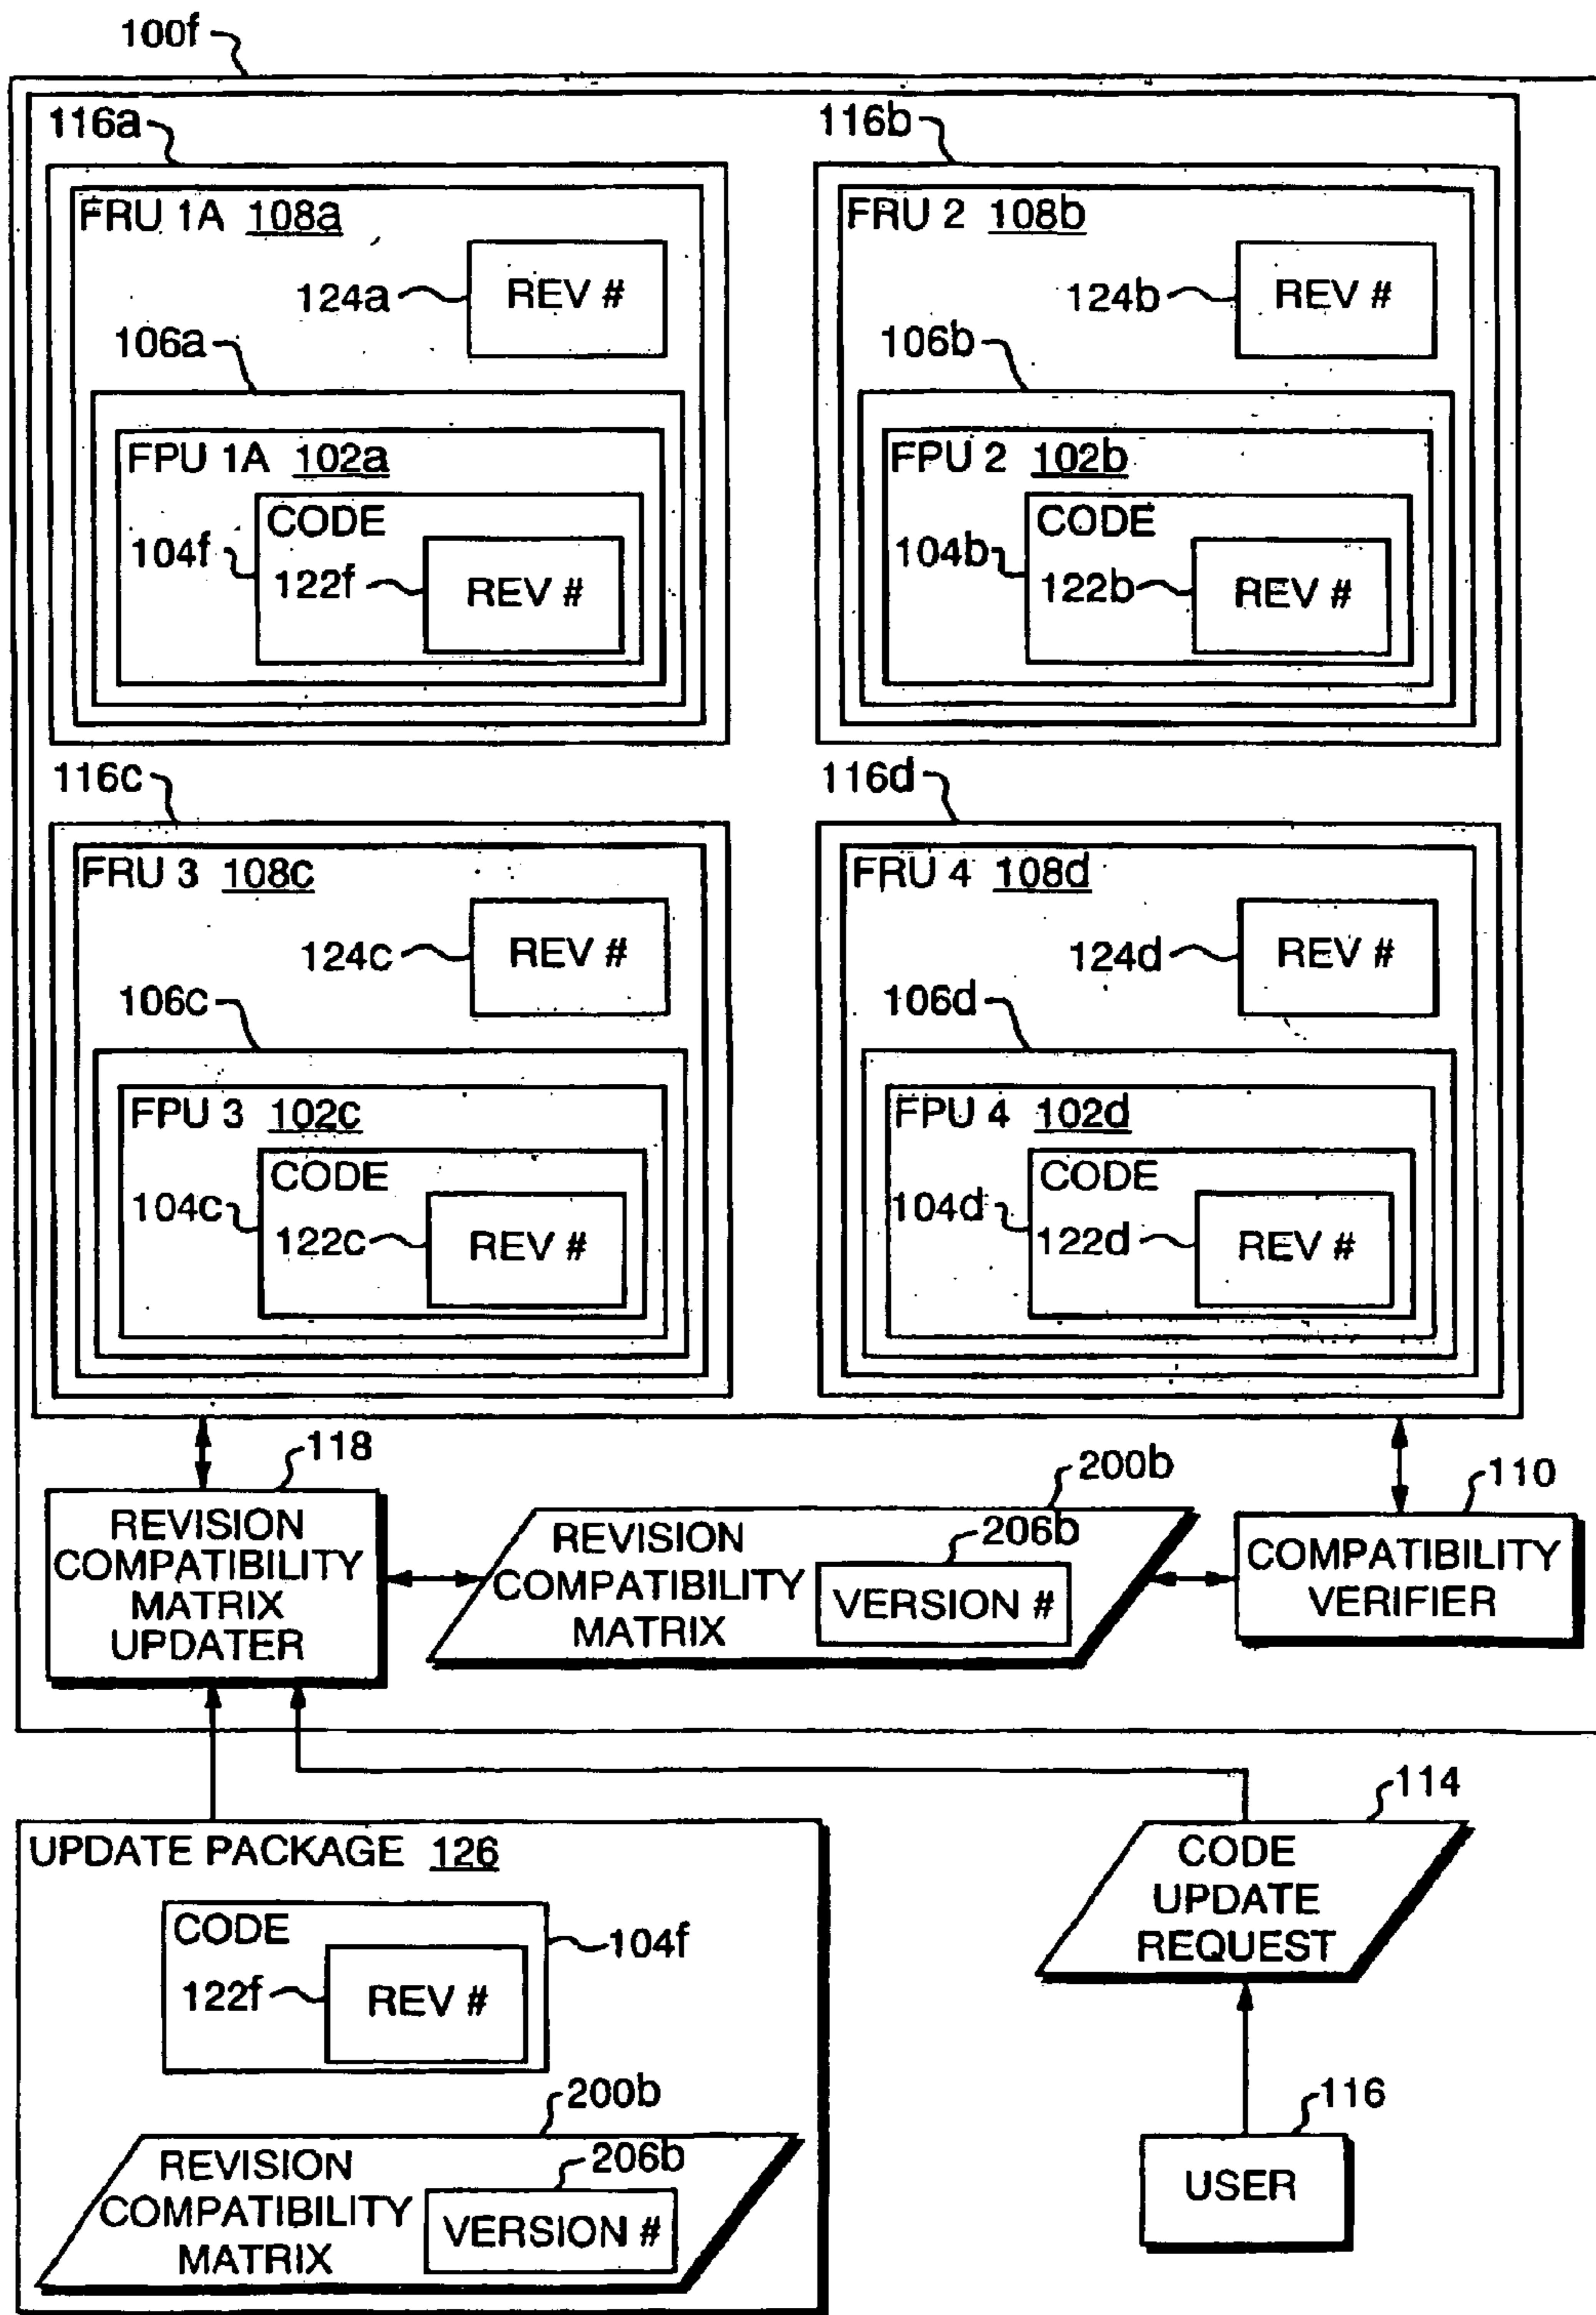 100f
116a
116b
FRU 1A 108a
124a
REV #
106a
FPU 1A 102a
CODE
104f
122f
REV #
FRU 2 108b
124b
REV #
106b
FPU 2 102b
CODE
104b
122b
REV #
116c
116d
FRU 3 108c
124c
REV #
106c
FPU 3 102c
CODE
104c
122c
REV #
FRU 4 108d
124d
REV #
106d
FPU 4 102d
CODE
104d
122d
REV #
118
REVISION
COMPATIBILITY
MATRIX
UPDATER
200b
206b
REVISION
COMPATIBILITY
MATRIX
VERSION #
110
COMPATIBILITY
VERIFIER
UPDATE PACKAGE 126
CODE
104f
122f
REV #
200b
206b
REVISION
COMPATIBILITY
MATRIX
VERSION #
114
CODE
UPDATE
REQUEST
116
USER